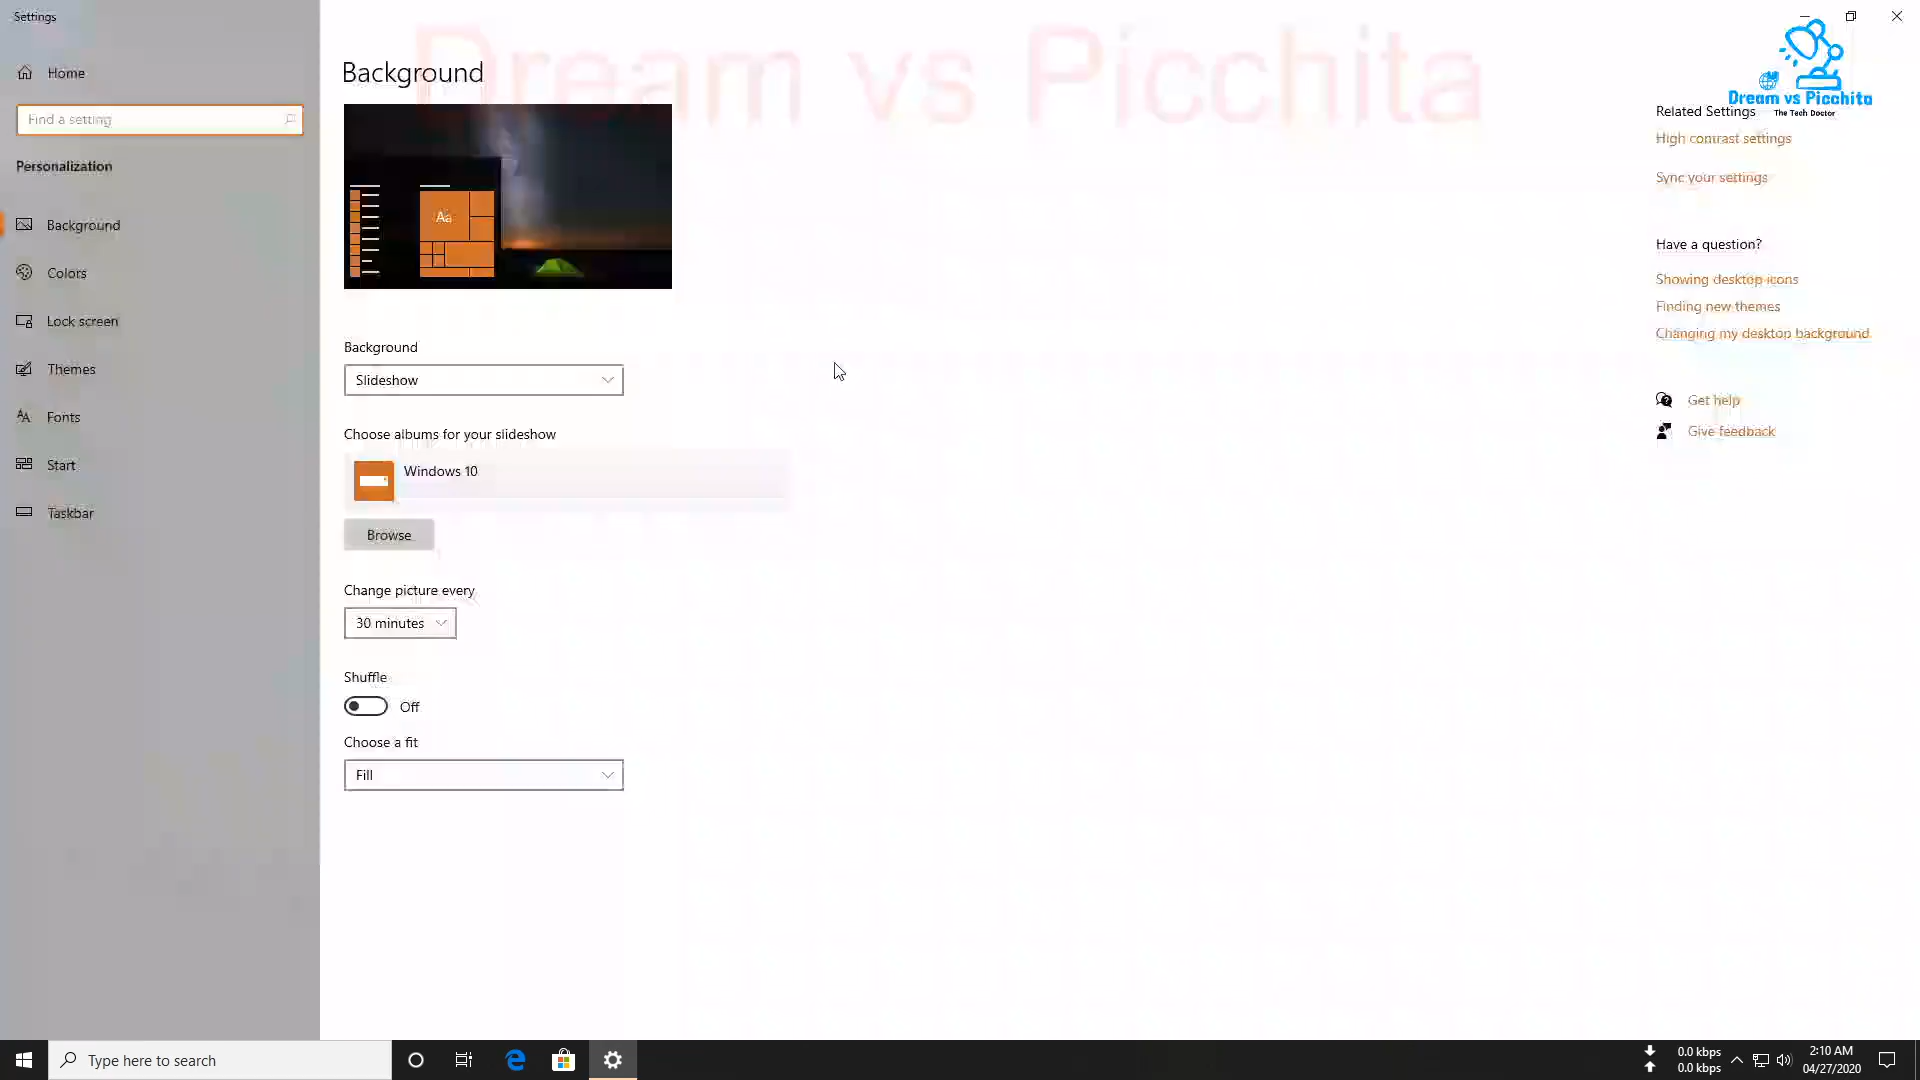 Settings
Dream vs Picchita
Home
Background
Find a setting
Dream vs Picchita
The Tech Doctor
Related Settings
High contrast settings
Sync your settings
Personalization
Aa
Background
Colors
Lock screen
Themes
Fonts
Start
Taskbar
Background
Slideshow
Choose albums for your slideshow
Windows 10
Browse
Change picture every
30 minutes
Shuffle
Off
Choose a fit
Fill
Have a question?
Showing desktop icons
Finding new themes
Changing my desktop background
Get help
Give feedback
Type here to search
0.0 kbps
0.0 kbps
2:10 AM
04/27/2020